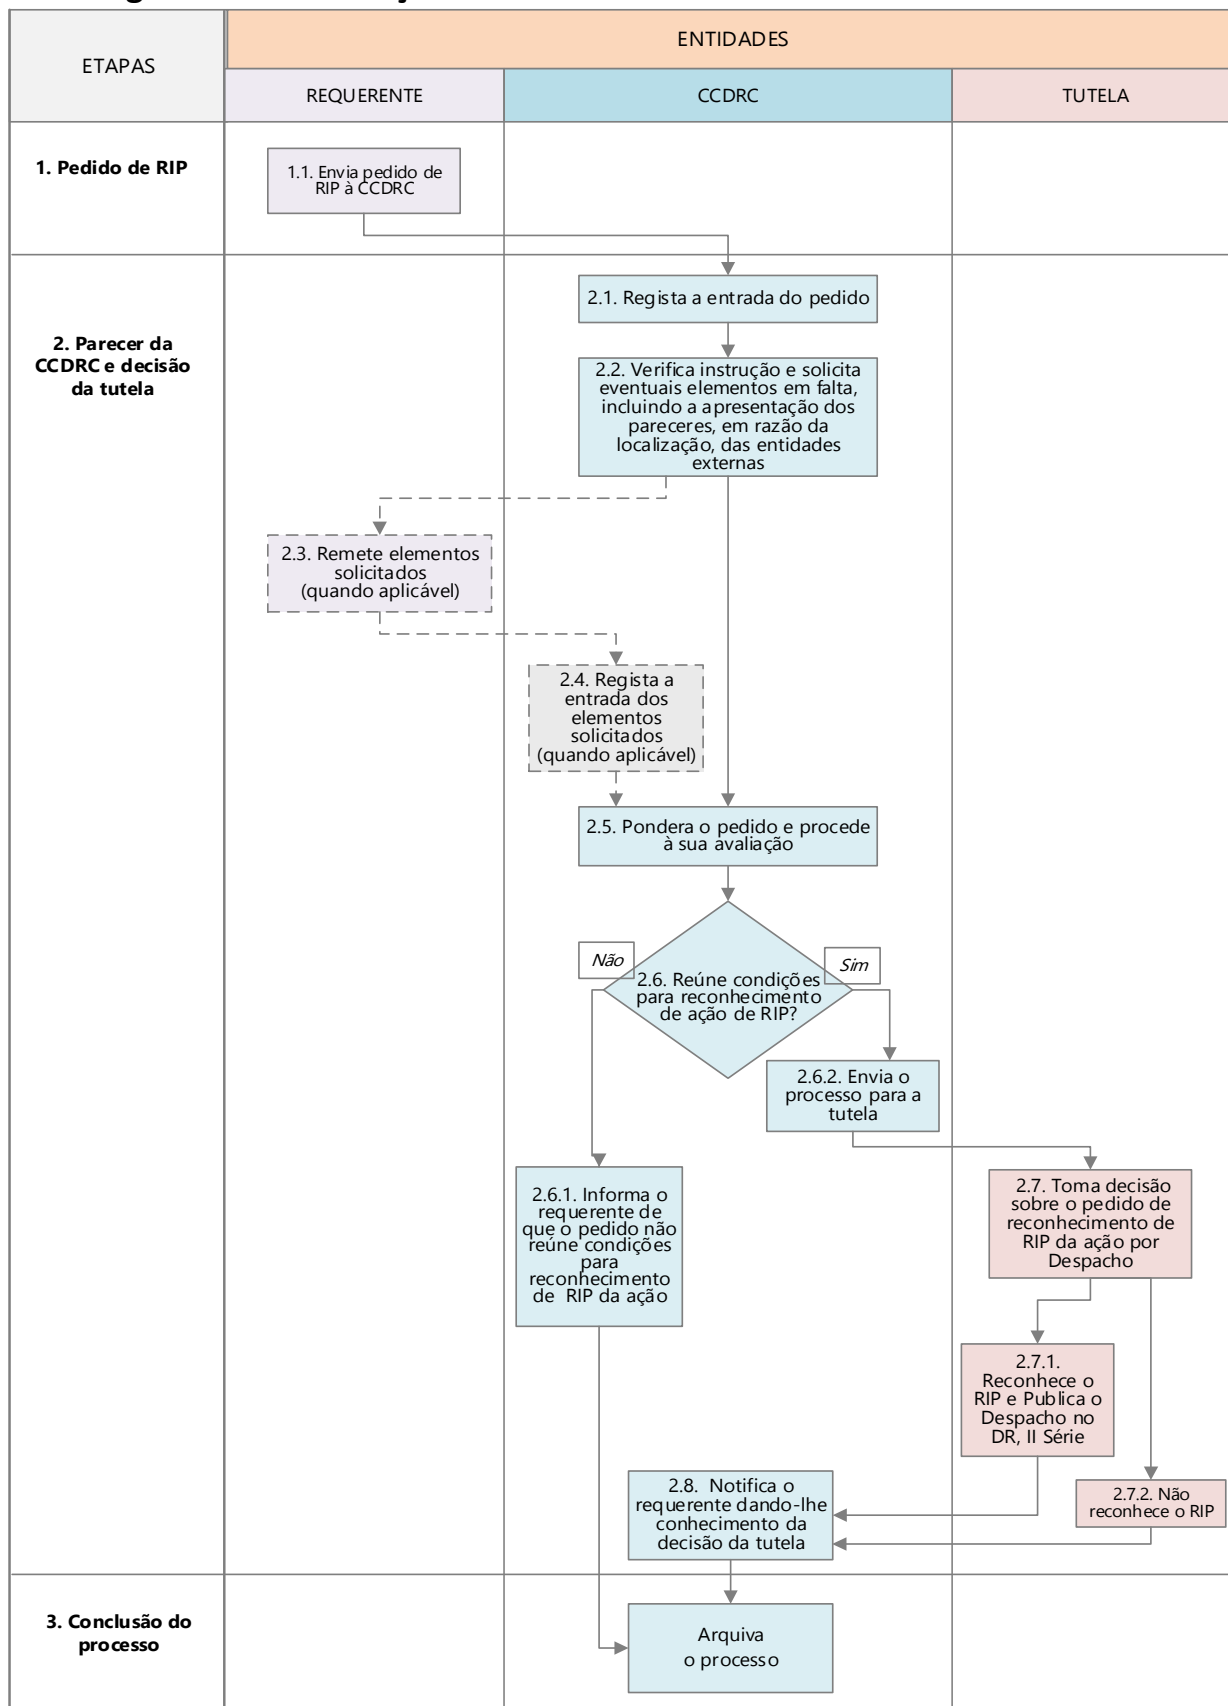 ENTIDADES
ETAPAS
REQUERENTE
CCDRC
TUTELA
1. Pedido de RIP
1.1. Envia pedido de
RIP à CCDRC
2. Parecer da
CCDRC e decisão
da tutela
2.1. Regista a entrada do pedido
2.2. Verifica instrução e solicita
eventuais elementos em falta,
incluindo a apresentação dos
pareceres, em razão da
localização, das entidades
externas
2.3. Remete elementos
solicitados
(quando aplicável)
2.4. Regista a
entrada dos
elementos
solicitados
(quando aplicável)
2.5. Pondera o pedido e procede
à sua avaliação
Não
Sim
2.6. Reúne condições
para reconhecimento
de ação de RIP?
2.6.2. Envia o
processo para a
tutela
2.6.1. Informa o
requerente de
que o pedido não
reúne condições
para
reconhecimento
de RIP da ação
2.7. Toma decisão
sobre o pedido de
reconhecimento de
RIP da ação por
Despacho
2.7.1.
Reconhece o
RIP e Publica o
Despacho no
DR, II Série
2.7.2. Não
reconhece o RIP
2.8. Notifica o
requerente dando-lhe
conhecimento da
decisão da tutela
3. Conclusão do
processo
Arquiva
o processo